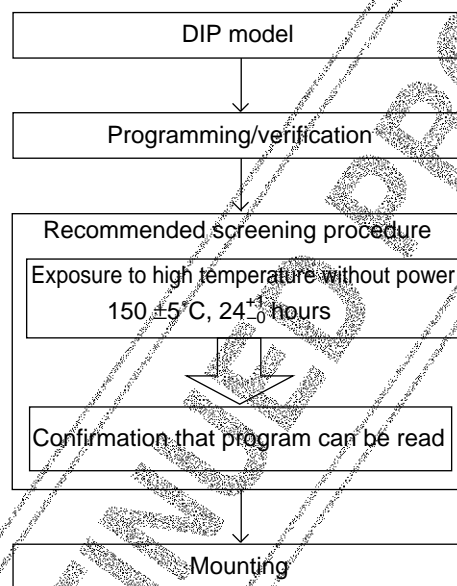 DIP model
Programming/verification
Recommended screening procedure
Exposure to high temperature without power
150 ±5°C, 24 +1 −0 hours
Confirmation that program can be read
Mounting